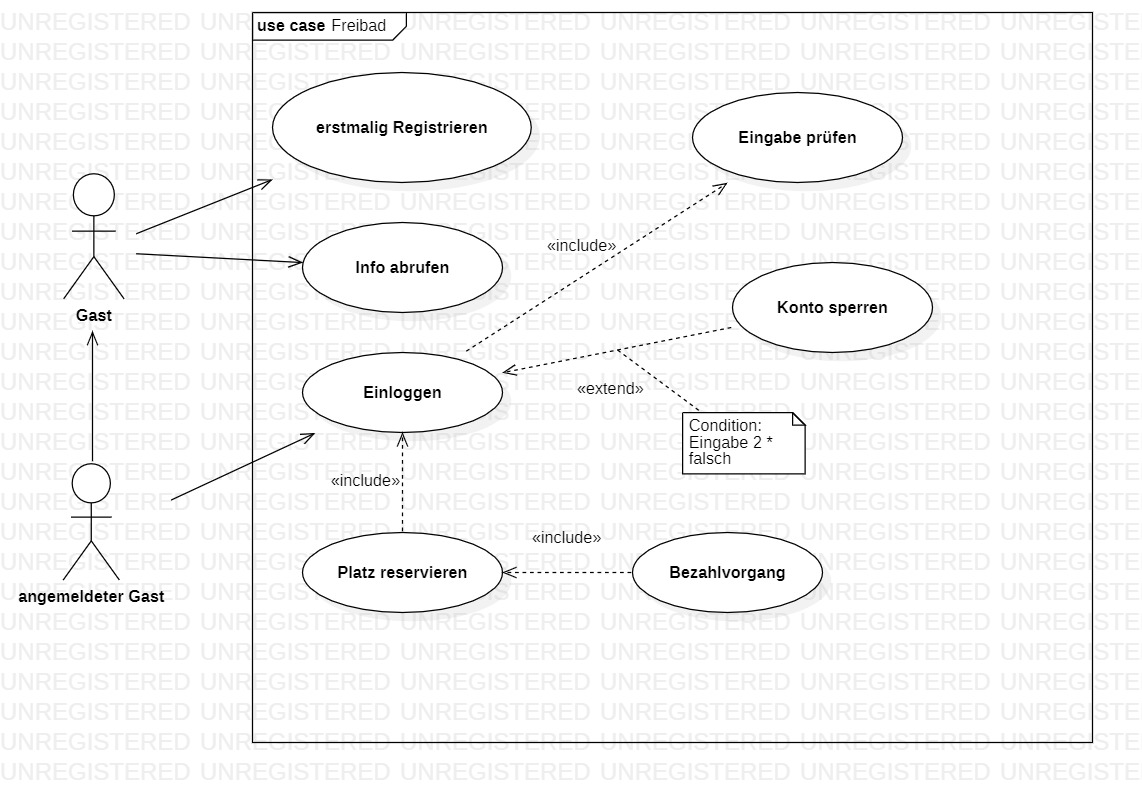 use case Freibad
erstmalig Registrieren
Eingabe prüfen
«include»
Info abrufen
Konto sperren
Gast
Einloggen
«extend»
Condition:
Eingabe 2 *
falsch
«include»
«include»
Platz reservieren
Bezahlvorgang
angemeldeter Gast
UNREGISTERED